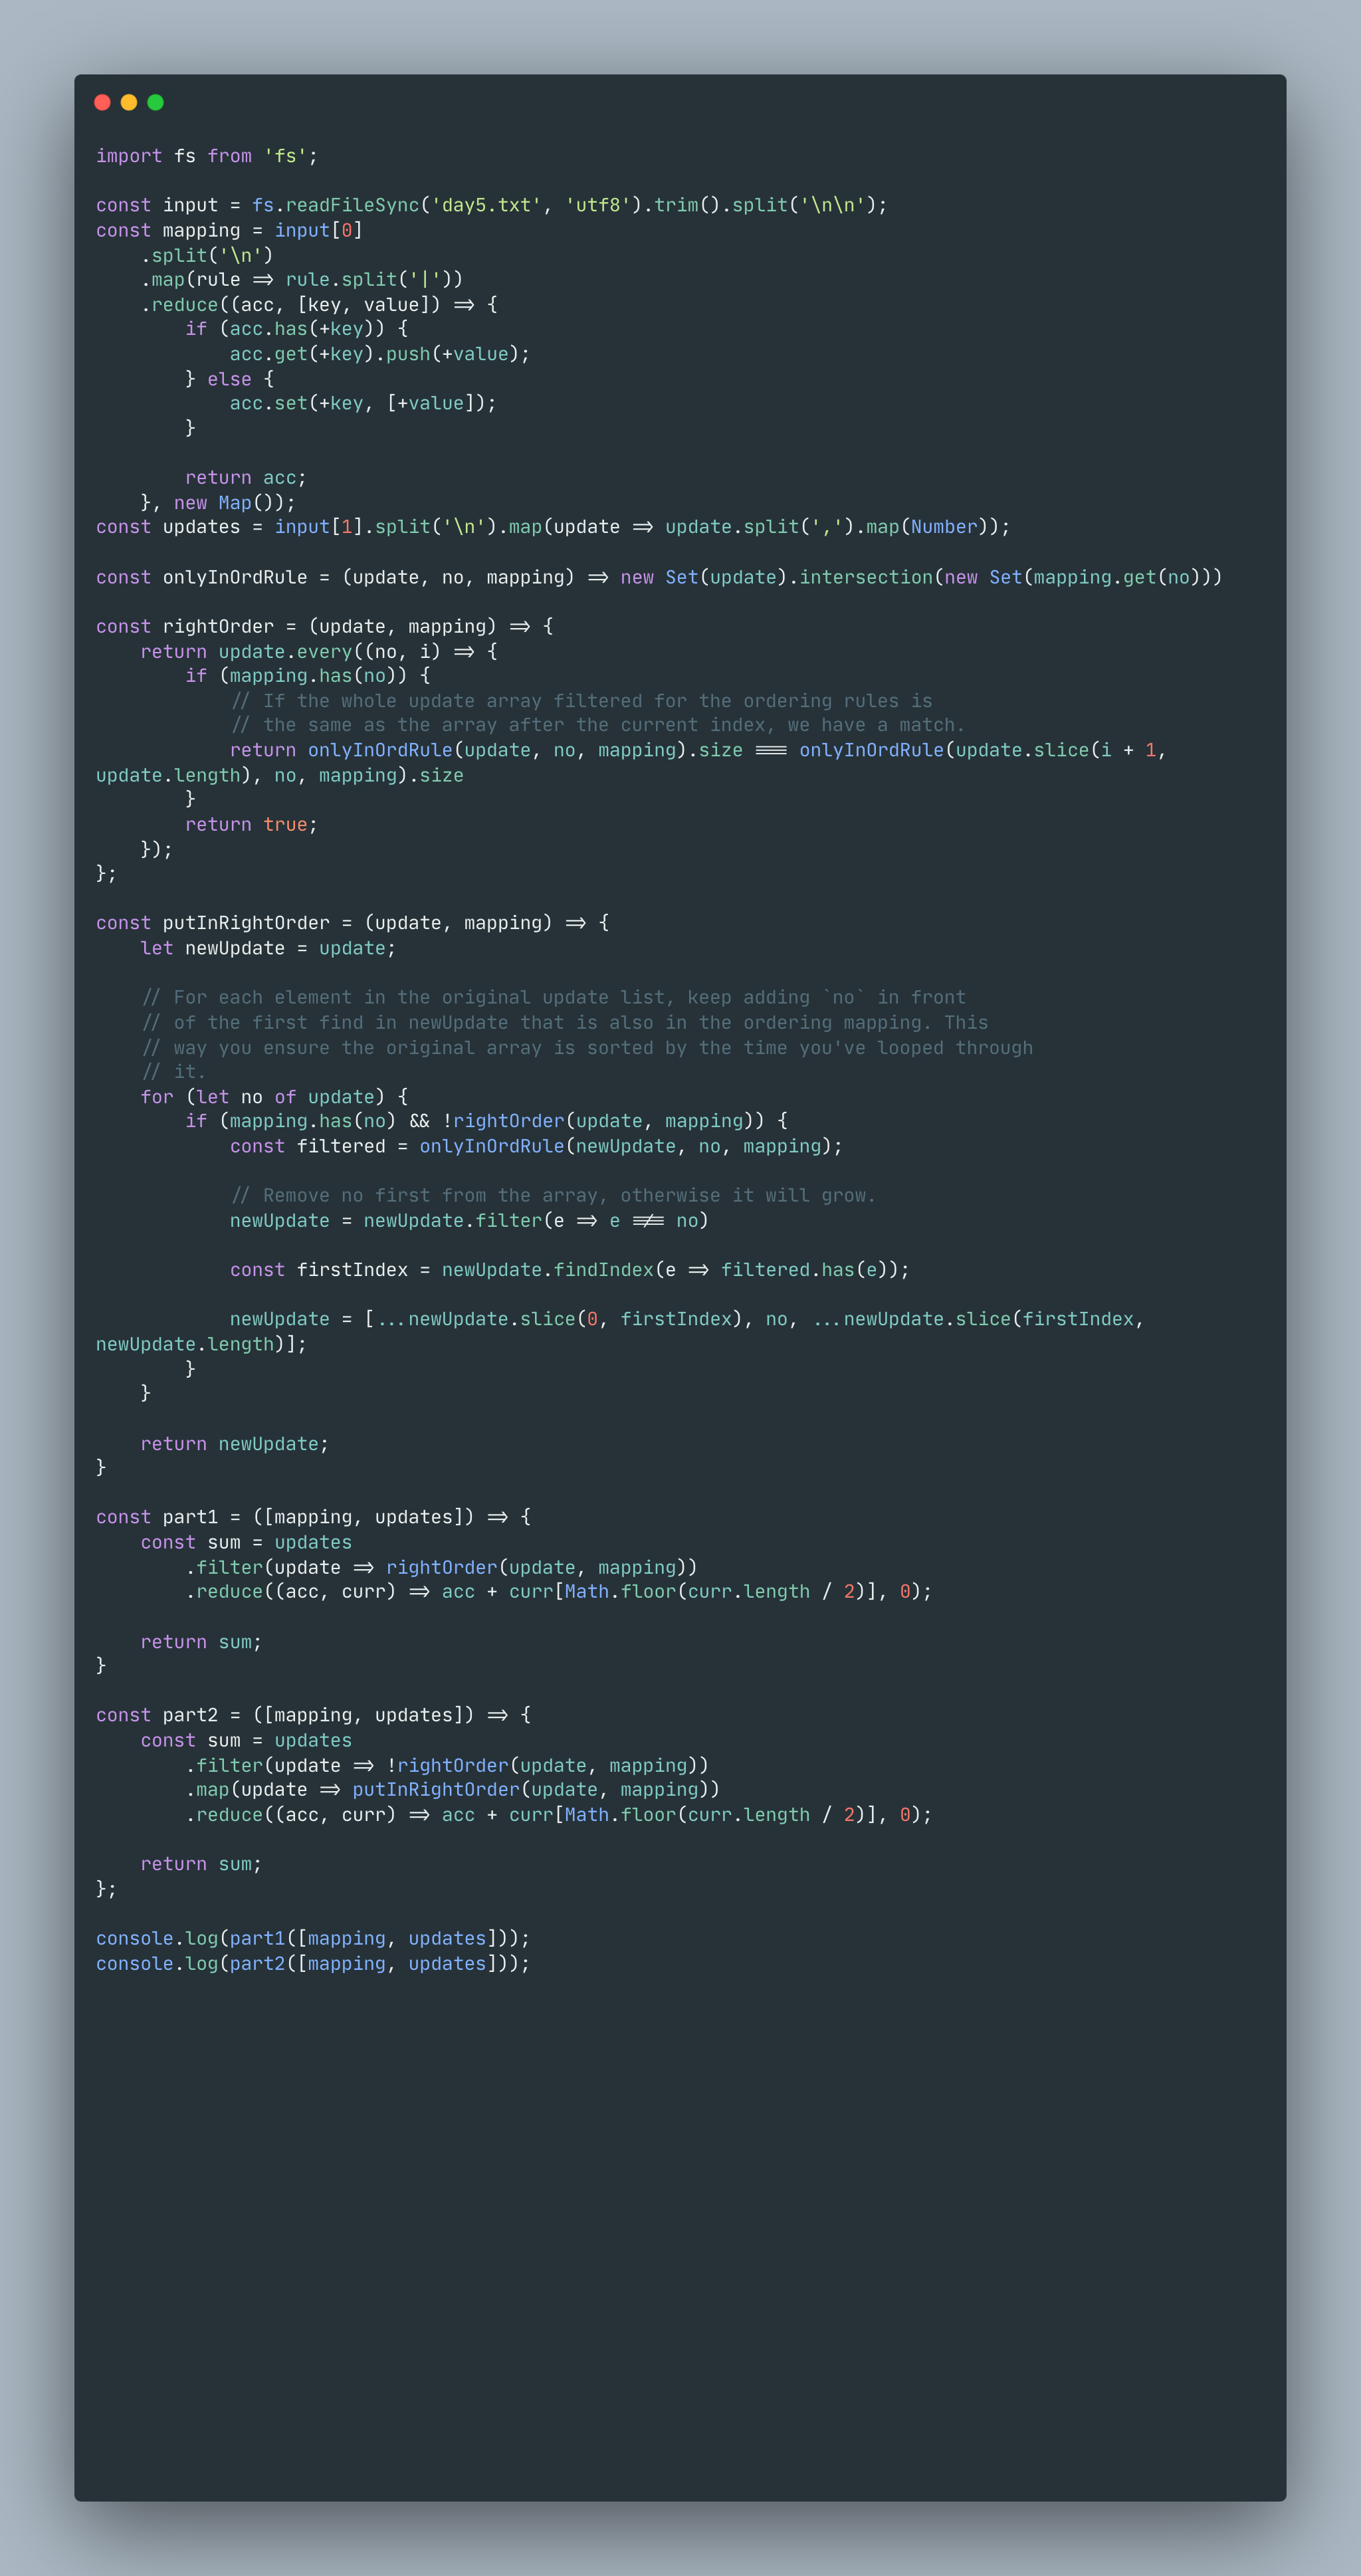 import fs from 'fs';

const input = fs.readFileSync('day5.txt', 'utf8').trim().split('\n\n');
const mapping = input[0]
    .split('\n')
    .map(rule => rule.split('|'))
    .reduce((acc, [key, value]) => {
        if (acc.has(+key)) {
            acc.get(+key).push(+value);
        } else {
            acc.set(+key, [+value]);
        }

        return acc;
    }, new Map());
const updates = input[1].split('\n').map(update => update.split(',').map(Number));

const onlyInOrdRule = (update, no, mapping) => new Set(update).intersection(new Set(mapping.get(no)))

const rightOrder = (update, mapping) => {
    return update.every((no, i) => {
        if (mapping.has(no)) {
            // If the whole update array filtered for the ordering rules is
            // the same as the array after the current index, we have a match.
            return onlyInOrdRule(update, no, mapping).size === onlyInOrdRule(update.slice(i + 1,
update.length), no, mapping).size
        }
        return true;
    });
};

const putInRightOrder = (update, mapping) => {
    let newUpdate = update;

    // For each element in the original update list, keep adding `no` in front
    // of the first find in newUpdate that is also in the ordering mapping. This
    // way you ensure the original array is sorted by the time you've looped through
    // it.
    for (let no of update) {
        if (mapping.has(no) && !rightOrder(update, mapping)) {
            const filtered = onlyInOrdRule(newUpdate, no, mapping);

            // Remove no first from the array, otherwise it will grow.
            newUpdate = newUpdate.filter(e => e !== no)

            const firstIndex = newUpdate.findIndex(e => filtered.has(e));

            newUpdate = [...newUpdate.slice(0, firstIndex), no, ...newUpdate.slice(firstIndex,
newUpdate.length)];
        }
    }

    return newUpdate;
}

const part1 = ([mapping, updates]) => {
    const sum = updates
        .filter(update => rightOrder(update, mapping))
        .reduce((acc, curr) => acc + curr[Math.floor(curr.length / 2)], 0);

    return sum;
}

const part2 = ([mapping, updates]) => {
    const sum = updates
        .filter(update => !rightOrder(update, mapping))
        .map(update => putInRightOrder(update, mapping))
        .reduce((acc, curr) => acc + curr[Math.floor(curr.length / 2)], 0);

    return sum;
};

console.log(part1([mapping, updates]));
console.log(part2([mapping, updates]));